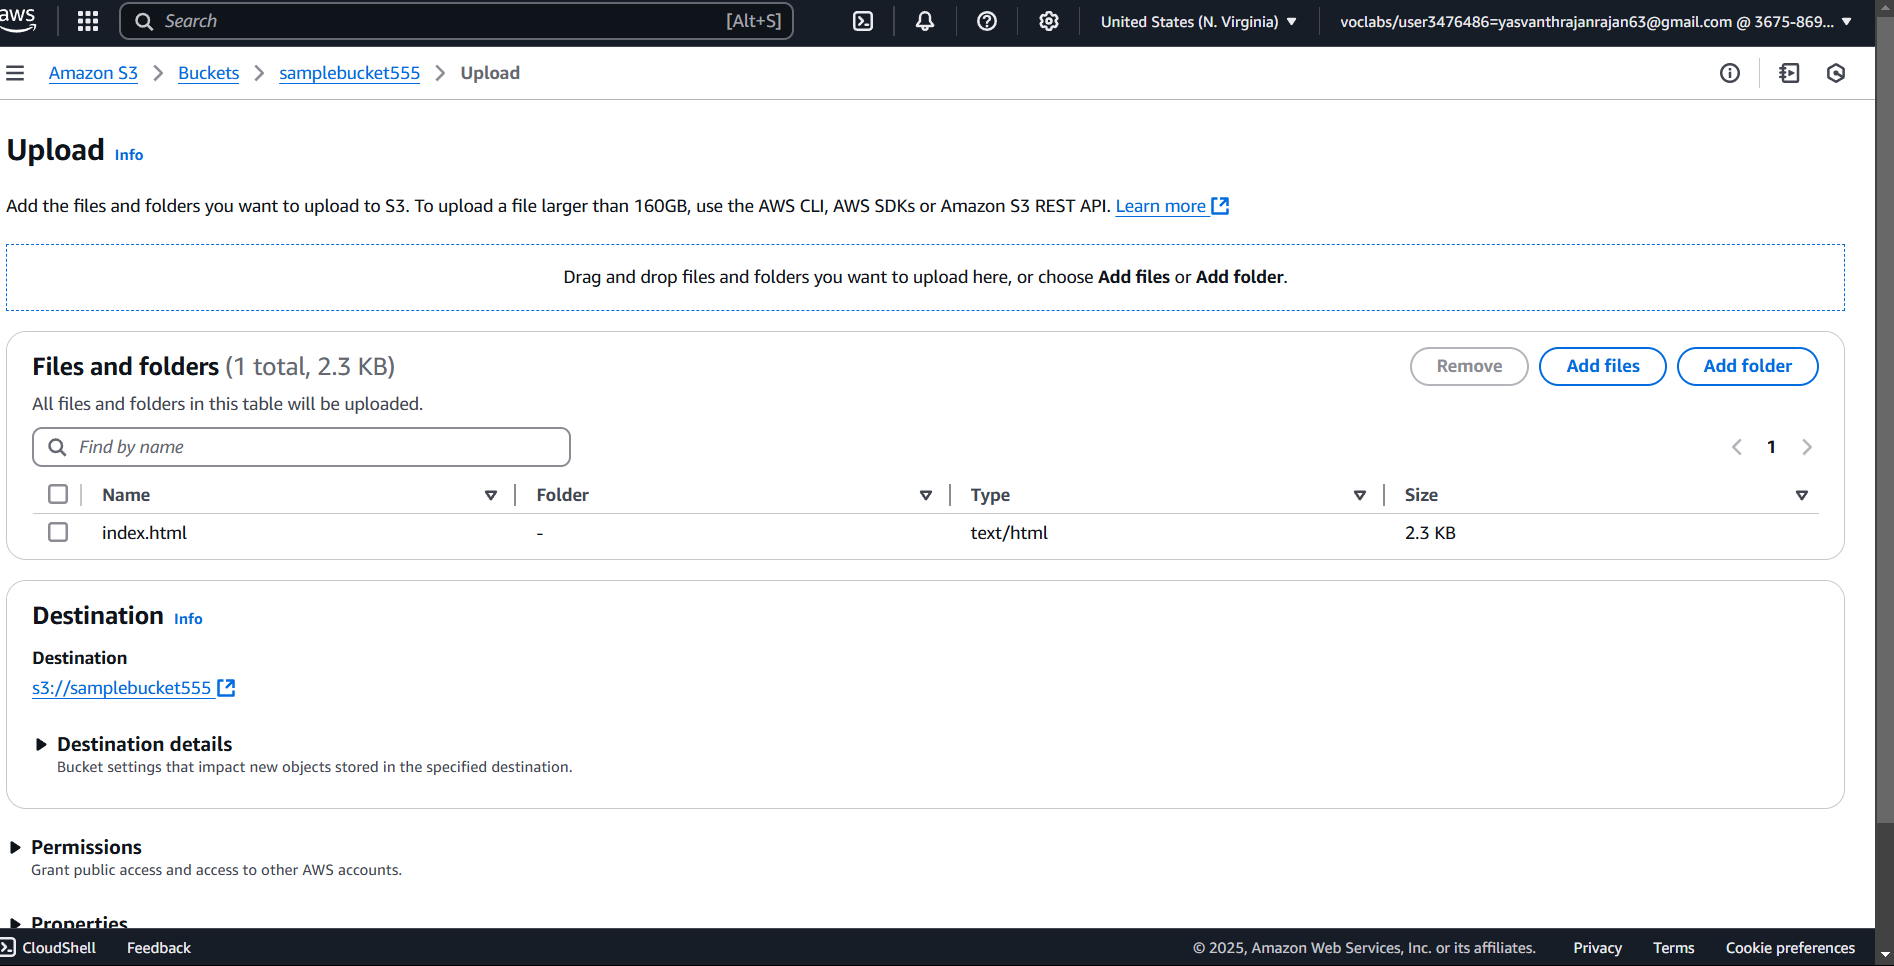 aws
Search [Alt+S] United States (N. Virginia) voclabs/user3476486=yasvanthrajanrajan63@gmail.com @ 3675-869...
Amazon S3 Buckets samplebucket555 Upload
Upload Info
Add the files and folders you want to upload to S3. To upload a file larger than 160GB, use the AWS CLI, AWS SDKs or Amazon S3 REST API. Learn more
Drag and drop files and folders you want to upload here, or choose Add files or Add folder.
Files and folders (1 total, 2.3 KB) Remove Add files Add folder
All files and folders in this table will be uploaded.
Find by name 1
Name Folder Type Size
index.html - text/html 2.3 KB
Destination Info
Destination
s3://samplebucket555
Destination details
Bucket settings that impact new objects stored in the specified destination.
Permissions
Grant public access and access to other AWS accounts.
Properties
CloudShell Feedback © 2025, Amazon Web Services, Inc. or its affiliates. Privacy Terms Cookie preferences